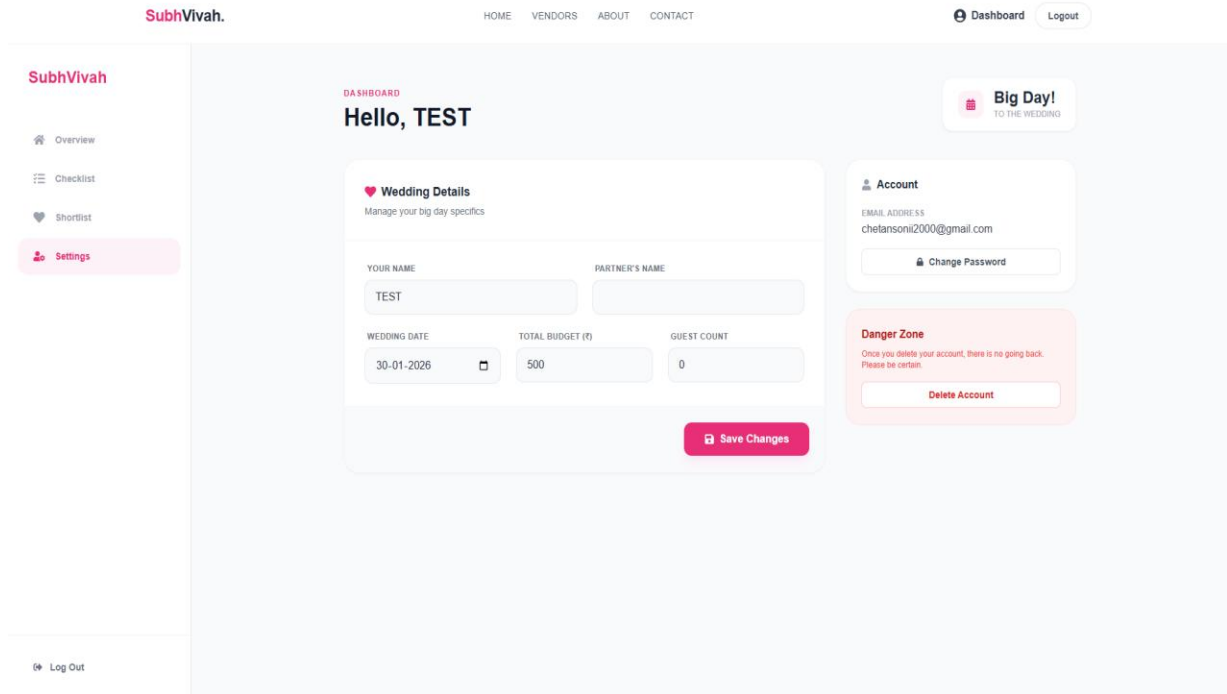 SubhVivah.
HOME VENDORS ABOUT CONTACT
Dashboard Logout
SubhVivah
Overview
Checklist
Shortlist
Settings
Log Out
DASHBOARD
Hello, TEST
Big Day!
TO THE WEDDING
Wedding Details
Manage your big day specifics
YOUR NAME PARTNER'S NAME
TEST
WEDDING DATE TOTAL BUDGET (₹) GUEST COUNT
30-01-2026 500 0
Save Changes
Account
EMAIL ADDRESS
chetansonii2000@gmail.com
Change Password
Danger Zone
Once you delete your account, there is no going back.
Please be certain.
Delete Account